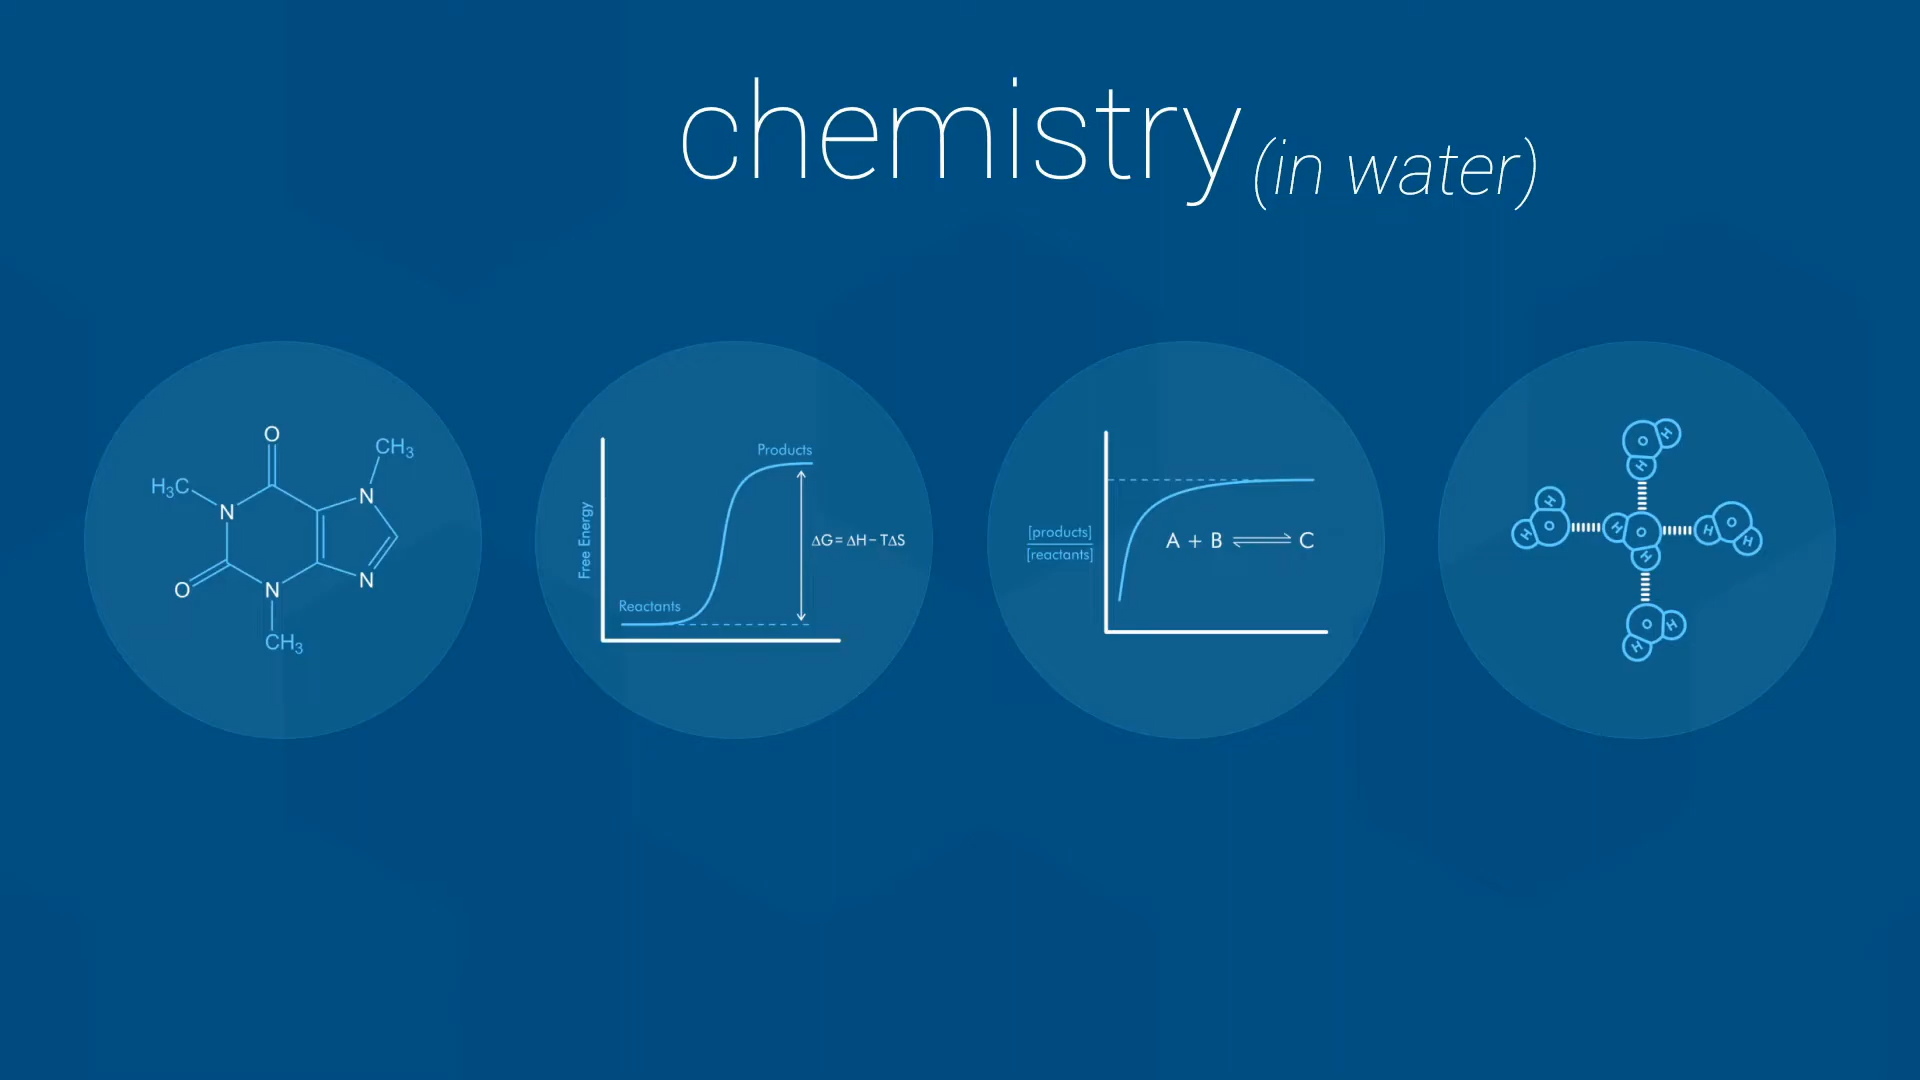 chemistry (in water)
O
CH₃
H₃C
N
N
O
N
N
CH₃
Products
Free Energy
ΔG = ΔH – TΔS
Reactants
[products]
[reactants]
A + B ⇌ C
O H
H
H
O
H
H O
H
H O
H
O H
H